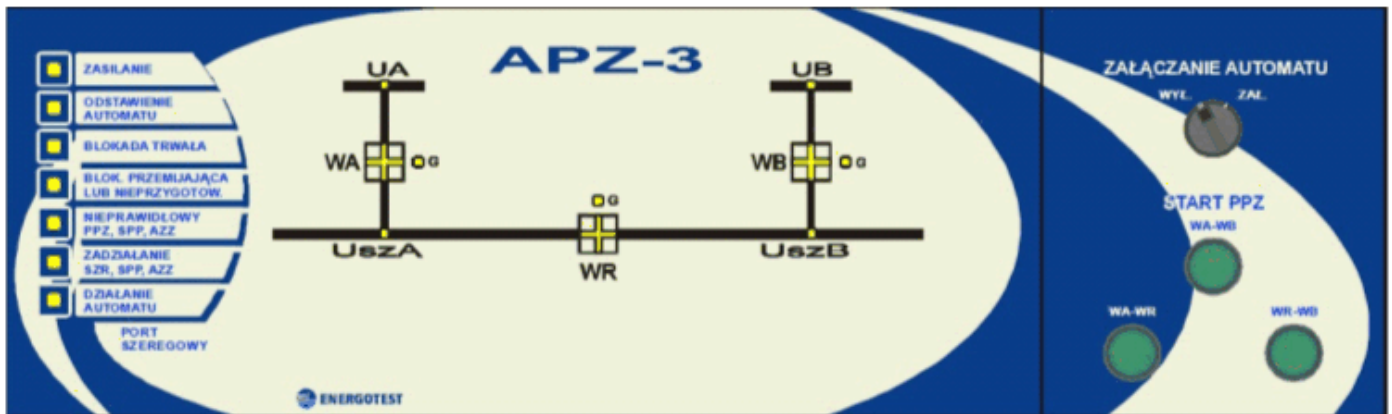 ZASILANIE
ODSTAWIENIE
AUTOMATU
BLOKADA TRWAŁA
BLOK. PRZEMIJAJĄCA
LUB NIEPRZYGOTOW.
NIEPRAWIDŁOWY
PPZ, SPP, AZZ
ZADZIAŁANIE
SZR, SPP, AZZ
DZIAŁANIE
AUTOMATU
PORT
SZEREGOWY
APZ-3
UA
UB
WA
G
WB
G
G
UszA
UszB
WR
ENERGOTEST
ZAŁĄCZANIE AUTOMATU
WYŁ.
ZAŁ.
START PPZ
WA-WB
WA-WR
WR-WB